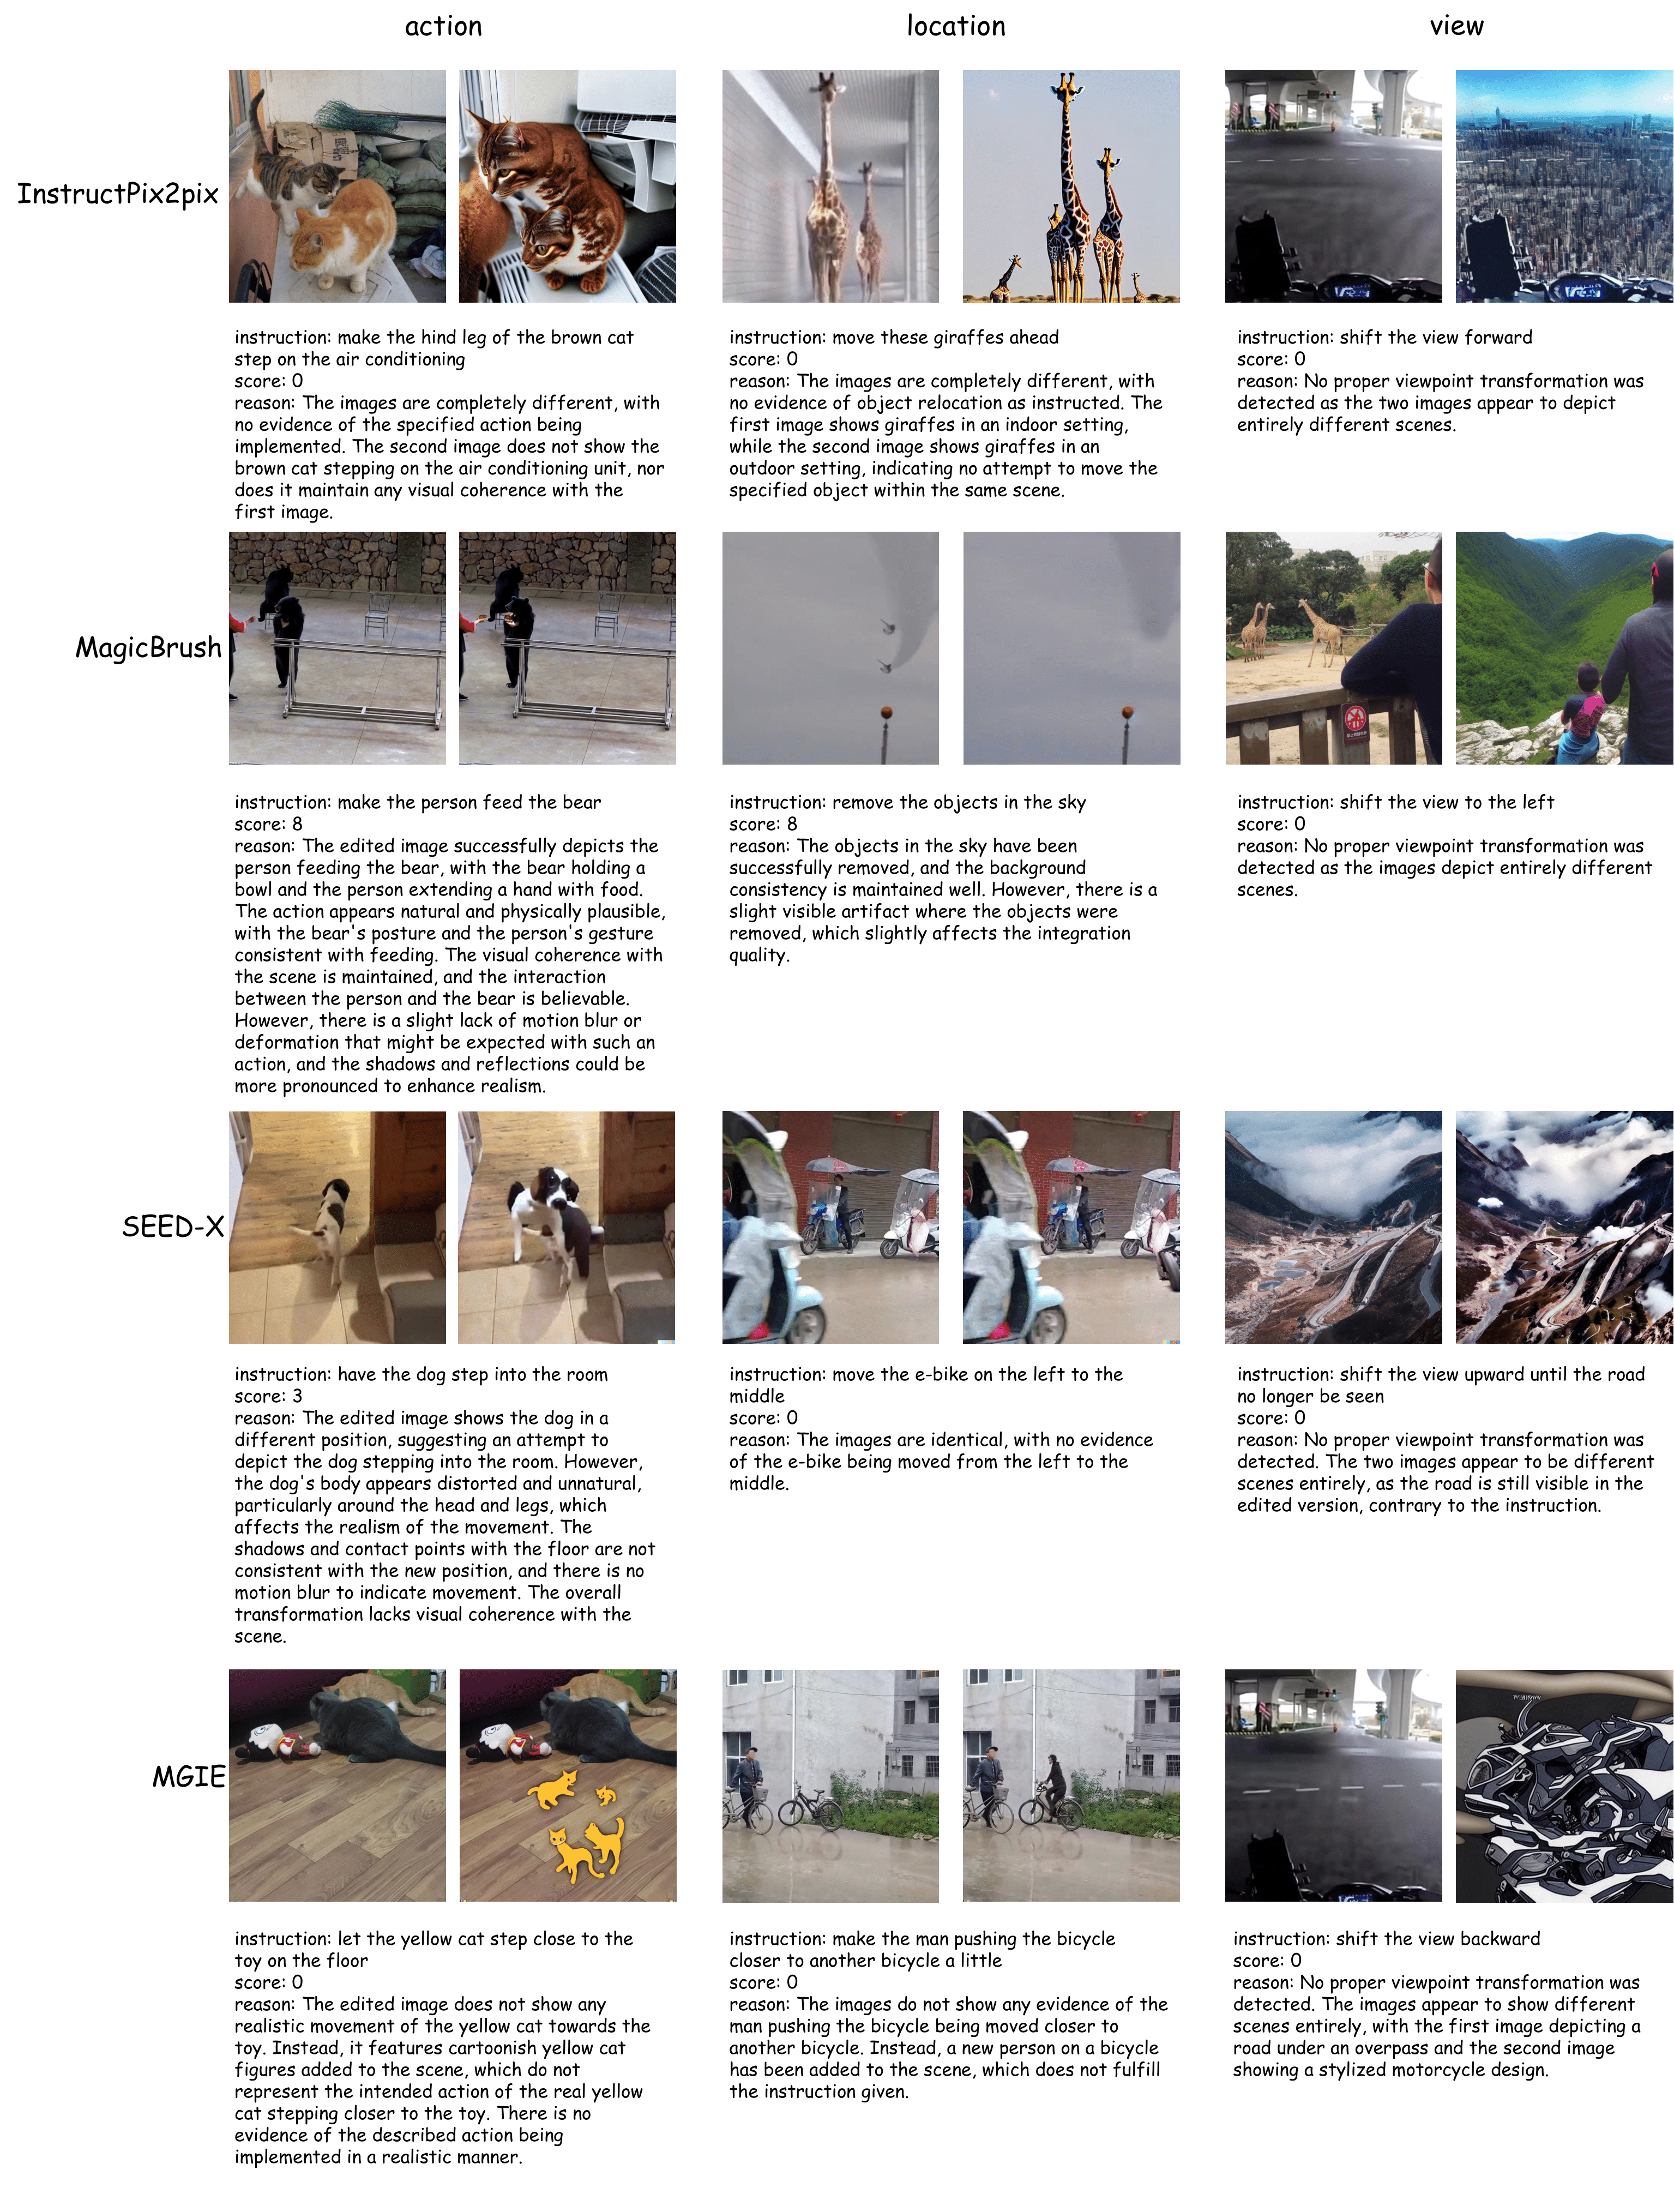 action
location
view
InstructPix2pix
instruction: make the hind leg of the brown cat
step on the air conditioning
score: 0
reason: The images are completely different, with
no evidence of the specified action being
implemented. The second image does not show the
brown cat stepping on the air conditioning unit, nor
does it maintain any visual coherence with the
first image.
instruction: move these giraffes ahead
score: 0
reason: The images are completely different, with
no evidence of object relocation as instructed. The
first image shows giraffes in an indoor setting,
while the second image shows giraffes in an
outdoor setting, indicating no attempt to move the
specified object within the same scene.
instruction: shift the view forward
score: 0
reason: No proper viewpoint transformation was
detected as the two images appear to depict
entirely different scenes.
MagicBrush
instruction: make the person feed the bear
score: 8
reason: The edited image successfully depicts the
person feeding the bear, with the bear holding a
bowl and the person extending a hand with food.
The action appears natural and physically plausible,
with the bear's posture and the person's gesture
consistent with feeding. The visual coherence with
the scene is maintained, and the interaction
between the person and the bear is believable.
However, there is a slight lack of motion blur or
deformation that might be expected with such an
action, and the shadows and reflections could be
more pronounced to enhance realism.
instruction: remove the objects in the sky
score: 8
reason: The objects in the sky have been
successfully removed, and the background
consistency is maintained well. However, there is a
slight visible artifact where the objects were
removed, which slightly affects the integration
quality.
instruction: shift the view to the left
score: 0
reason: No proper viewpoint transformation was
detected as the images depict entirely different
scenes.
SEED-X
instruction: have the dog step into the room
score: 3
reason: The edited image shows the dog in a
different position, suggesting an attempt to
depict the dog stepping into the room. However,
the dog's body appears distorted and unnatural,
particularly around the head and legs, which
affects the realism of the movement. The
shadows and contact points with the floor are not
consistent with the new position, and there is no
motion blur to indicate movement. The overall
transformation lacks visual coherence with the
scene.
instruction: move the e-bike on the left to the
middle
score: 0
reason: The images are identical, with no evidence
of the e-bike being moved from the left to the
middle.
instruction: shift the view upward until the road
no longer be seen
score: 0
reason: No proper viewpoint transformation was
detected. The two images appear to be different
scenes entirely, as the road is still visible in the
edited version, contrary to the instruction.
MGIE
instruction: let the yellow cat step close to the
toy on the floor
score: 0
reason: The edited image does not show any
realistic movement of the yellow cat towards the
toy. Instead, it features cartoonish yellow cat
figures added to the scene, which do not
represent the intended action of the real yellow
cat stepping closer to the toy. There is no
evidence of the described action being
implemented in a realistic manner.
instruction: make the man pushing the bicycle
closer to another bicycle a little
score: 0
reason: The images do not show any evidence of the
man pushing the bicycle being moved closer to
another bicycle. Instead, a new person on a bicycle
has been added to the scene, which does not fulfill
the instruction given.
instruction: shift the view backward
score: 0
reason: No proper viewpoint transformation was
detected. The images appear to show different
scenes entirely, with the first image depicting a
road under an overpass and the second image
showing a stylized motorcycle design.